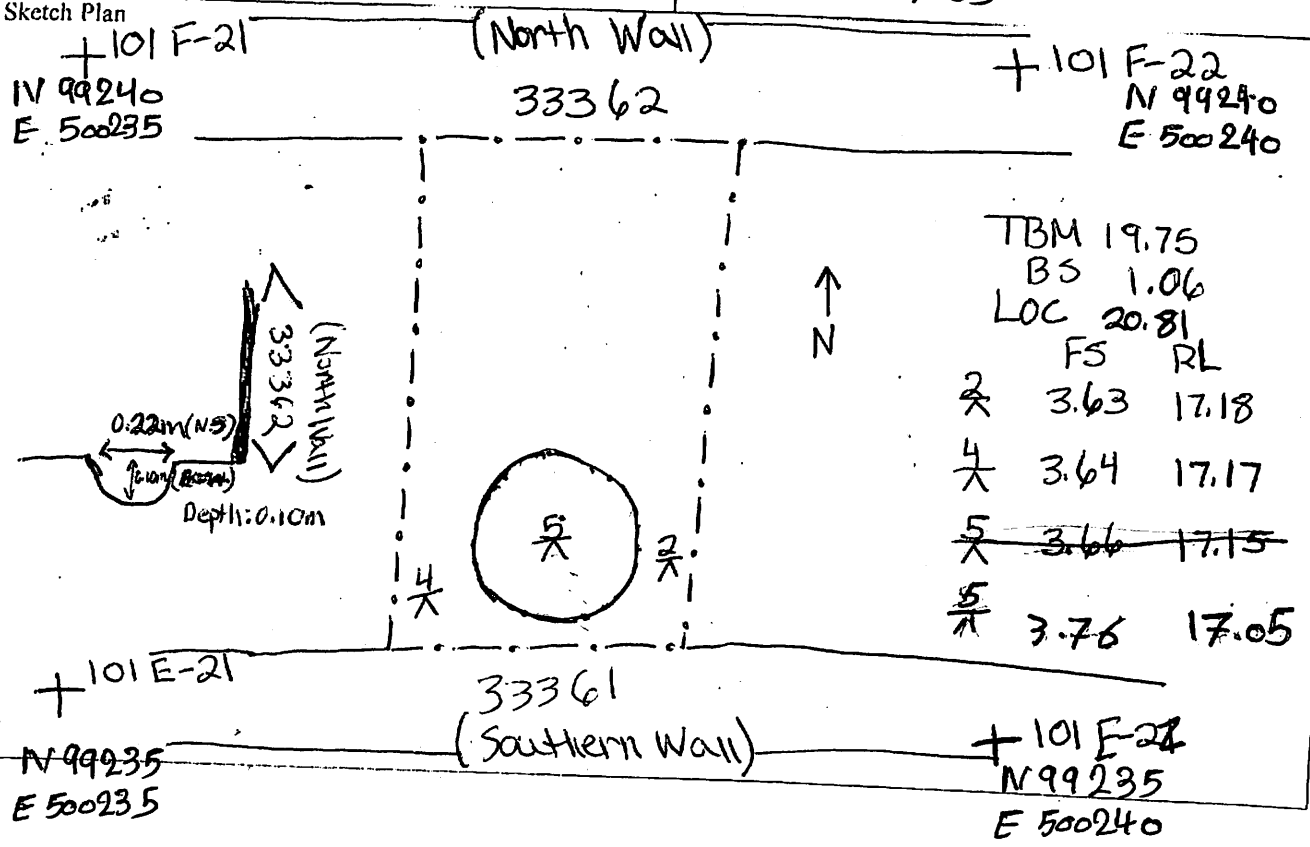 Sketch Plan
+ 101 F-21
N 99240
E 500235
(North Wall)
33362
+ 101 F-22
N 99240
E 500240
TBM 19.75
BS 1.06
LOC 20.81
FS RL
2 3.63 17.18
4 3.64 17.17
5 3.66 17.15
5 3.76 17.05
N
(North Wall)
33362
0.22m (NS)
0.10m
Depth: 0.10m
4
5
2
+ 101 E-21
N 99235
E 500235
33361
(Southern Wall)
+ 101 E-22
N 99235
E 500240